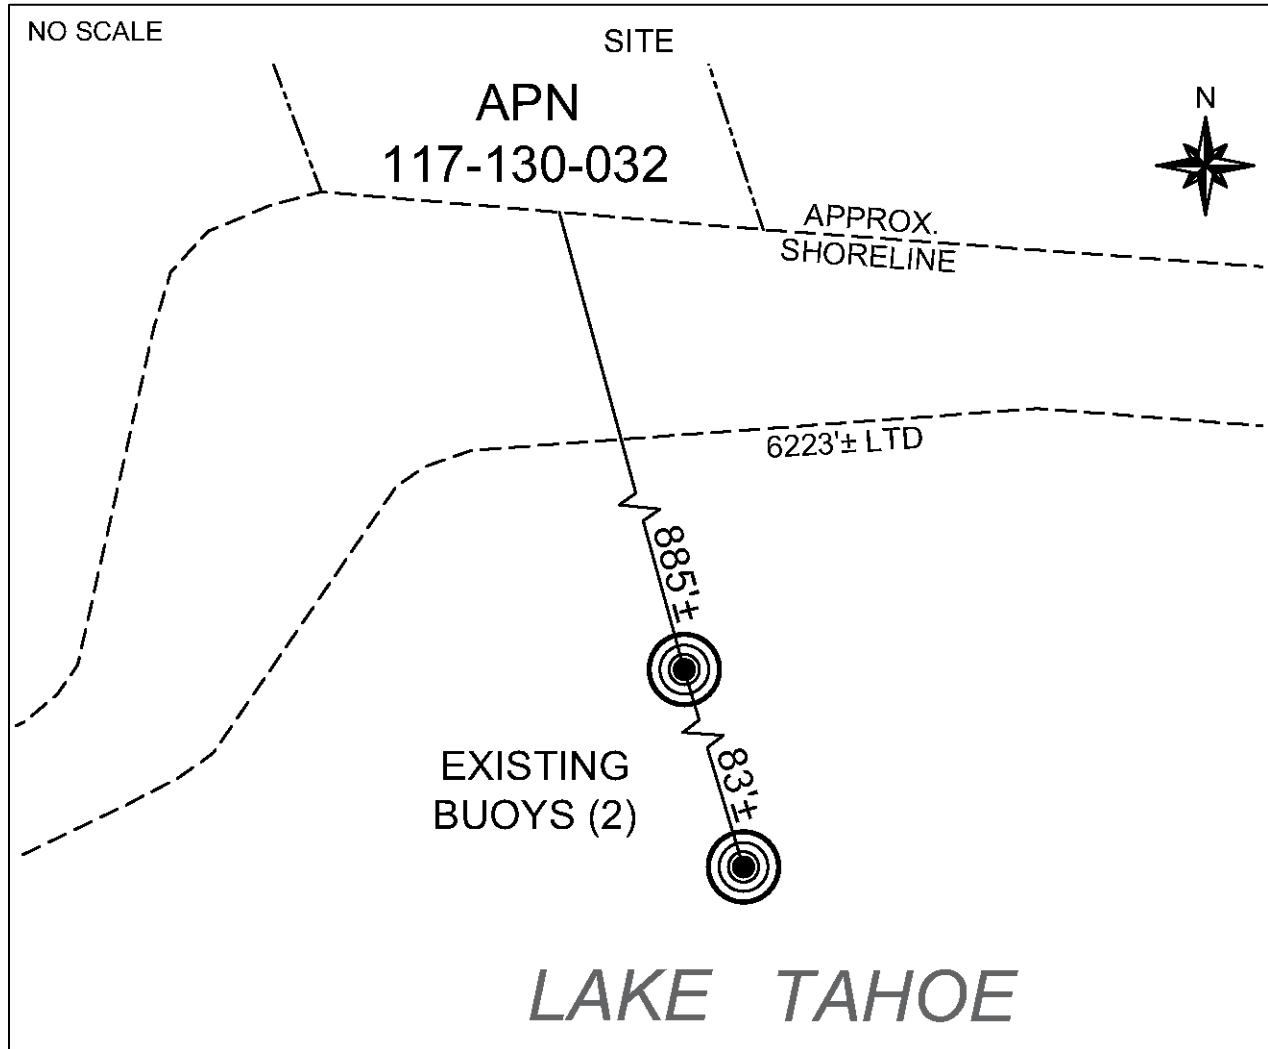 NO SCALE
SITE
N
APN
117-130-032
APPROX.
SHORELINE
6223'± LTD
885'±
EXISTING
BUOYS (2)
83'±
LAKE TAHOE